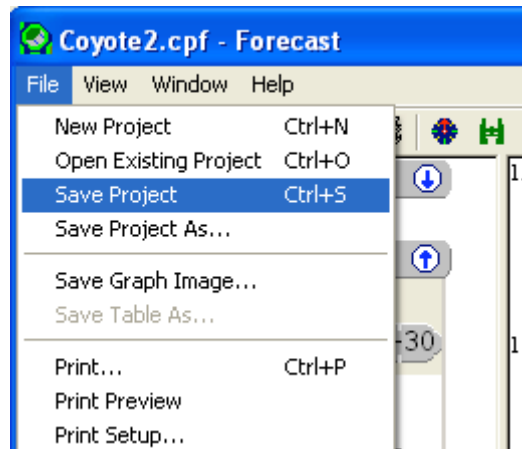 Coyote2.cpf - Forecast
File View Window Help
New Project Ctrl+N
Open Existing Project Ctrl+O
Save Project Ctrl+S
Save Project As...
Save Graph Image...
Save Table As...
-30
Print... Ctrl+P
Print Preview
Print Setup...